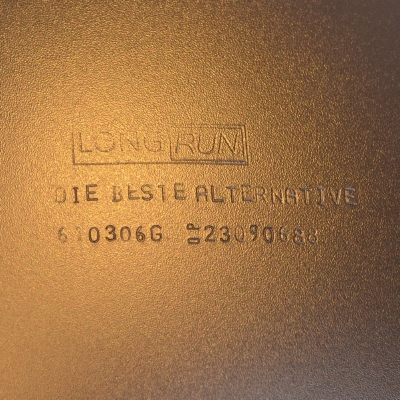 LONG RUN
DIE BESTE ALTERNATIVE
610306G 23090688